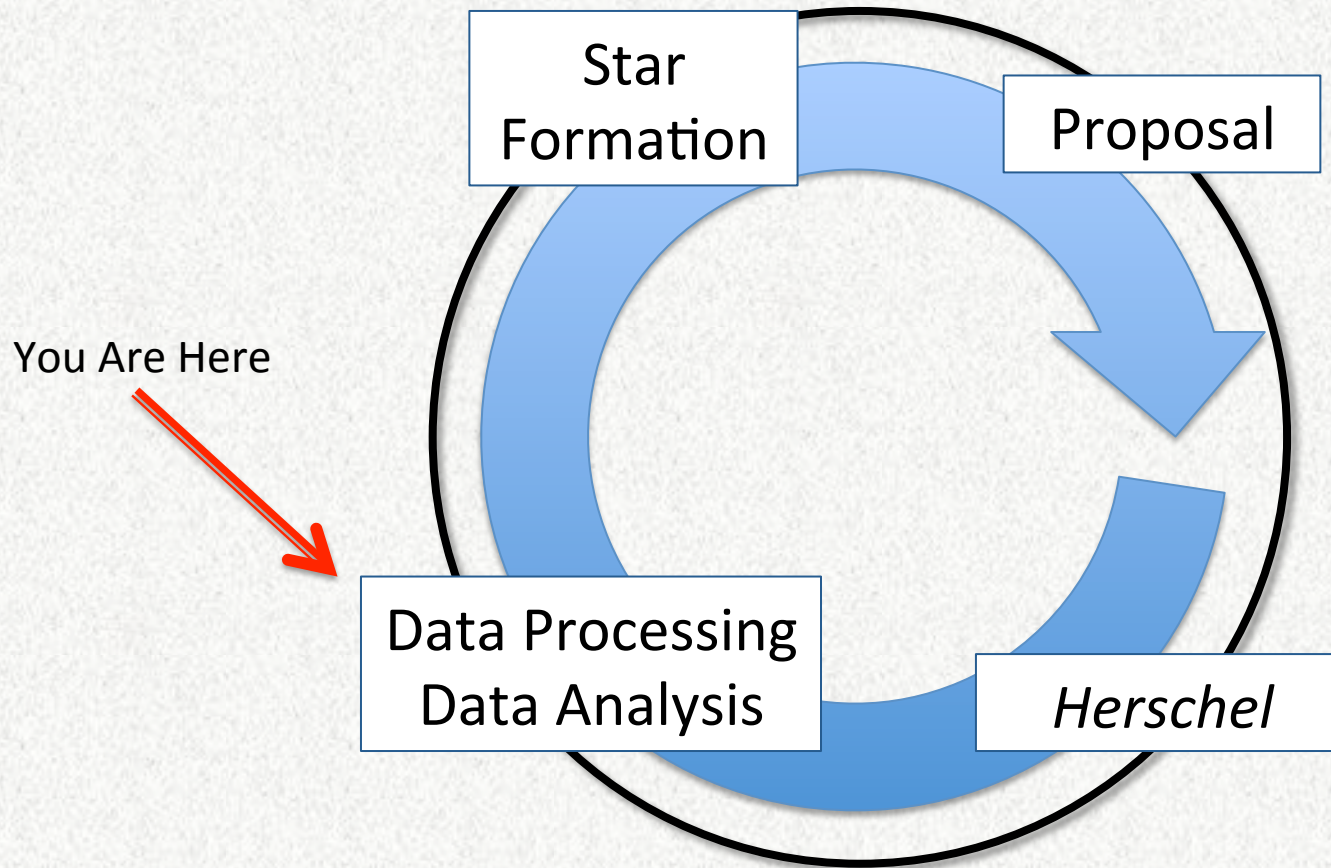 Star
Formation
Proposal
You Are Here
Data Processing
Data Analysis
Herschel